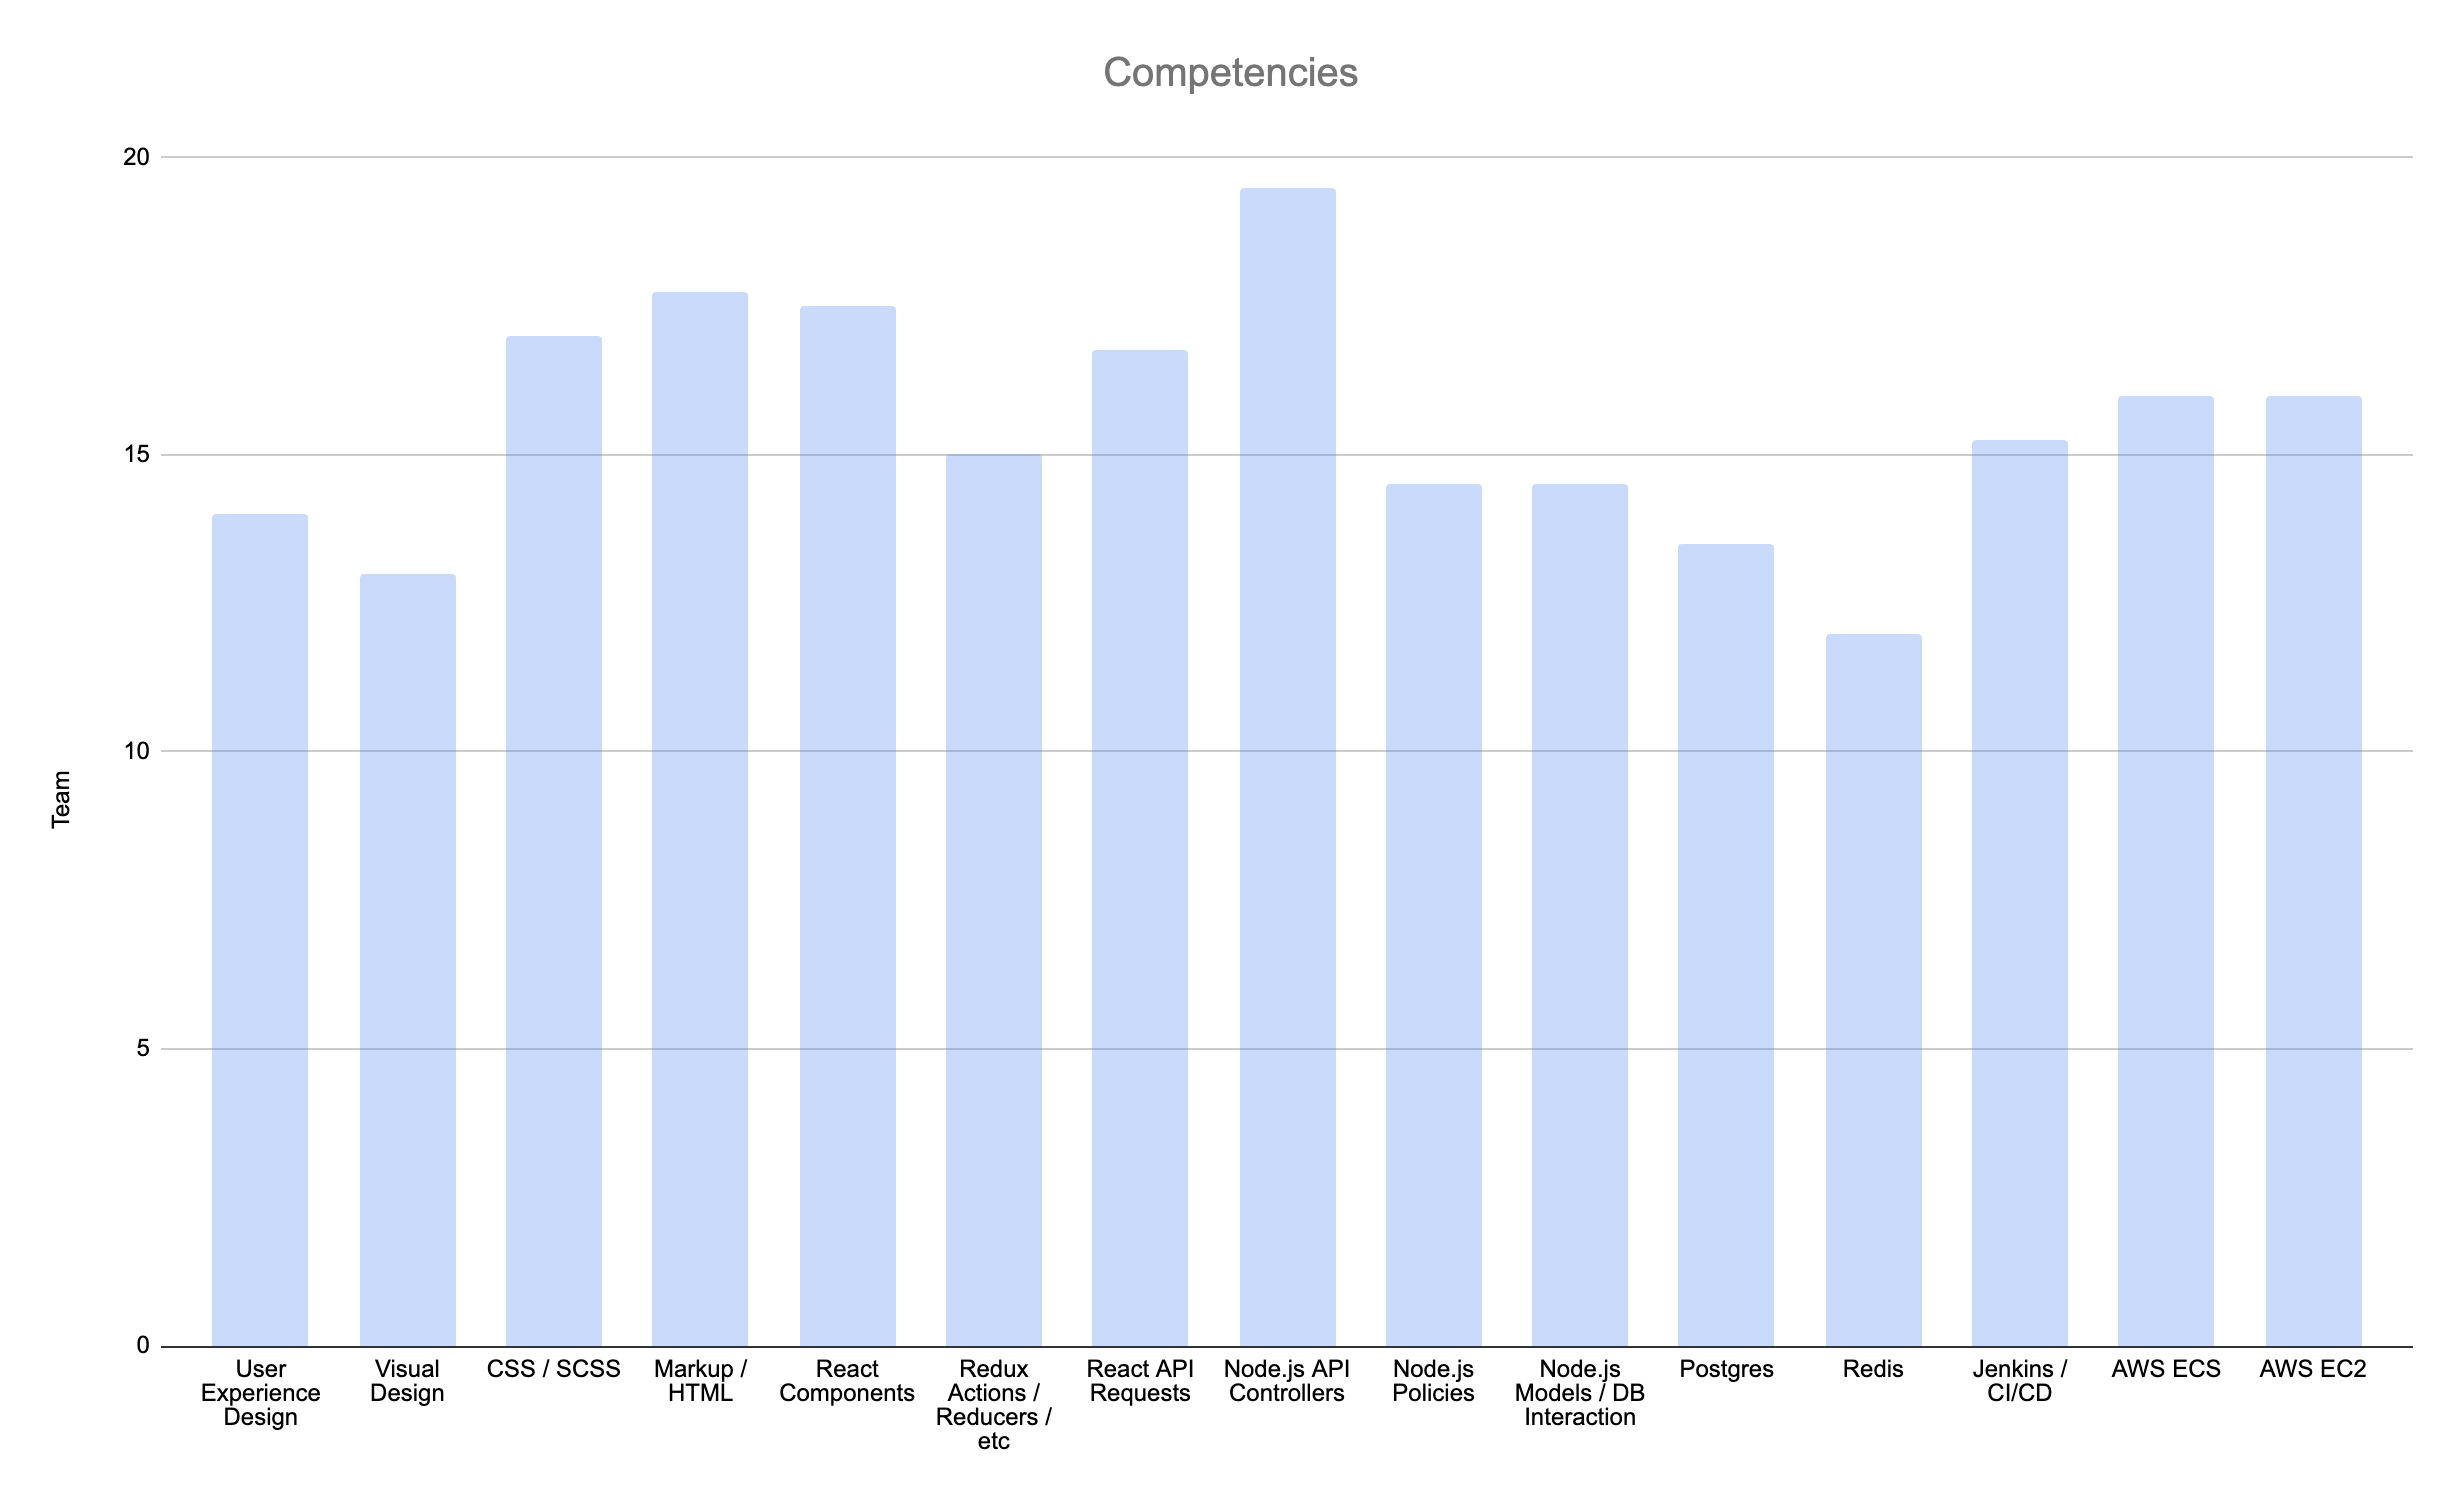 Competencies
20
15
10
5
0
Team
User
Experience
Design
Visual
Design
CSS / SCSS
Markup /
HTML
React
Components
Redux
Actions /
Reducers /
etc
React API
Requests
Node.js API
Controllers
Node.js
Policies
Node.js
Models / DB
Interaction
Postgres
Redis
Jenkins /
CI/CD
AWS ECS
AWS EC2